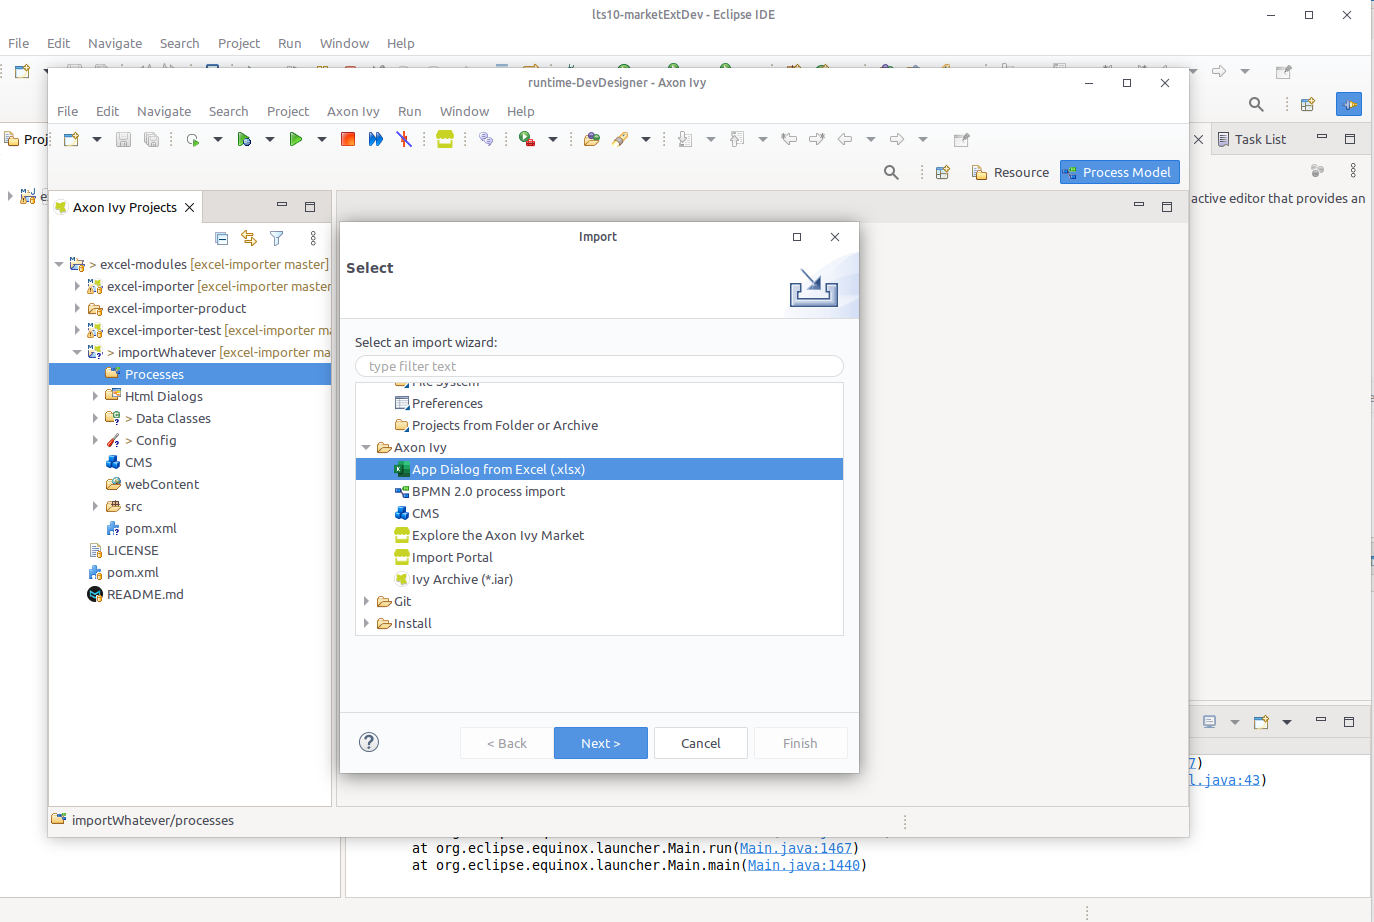 lts10-marketExtDev - Eclipse IDE
File Edit Navigate Search Project Run Window Help
runtime-DevDesigner - Axon Ivy
File Edit Navigate Search Project Axon Ivy Run Window Help
Proj
Task List
Resource
Process Model
active editor that provides an
Axon Ivy Projects
> excel-modules [excel-importer master]
> excel-importer [excel-importer master
excel-importer-product
excel-importer-test [excel-importer ma
> importWhatever [excel-importer ma
Processes
Html Dialogs
> Data Classes
> Config
CMS
webContent
src
pom.xml
LICENSE
pom.xml
README.md
Import
Select
Select an import wizard:
type filter text
File System
Preferences
Projects from Folder or Archive
Axon Ivy
App Dialog from Excel (.xlsx)
BPMN 2.0 process import
CMS
Explore the Axon Ivy Market
Import Portal
Ivy Archive (*.iar)
Git
Install
< Back
Next >
Cancel
Finish
7)
l.java:43)
importWhatever/processes
at org.eclipse.equinox.launcher.Main.run(Main.java:1467)
at org.eclipse.equinox.launcher.Main.main(Main.java:1440)